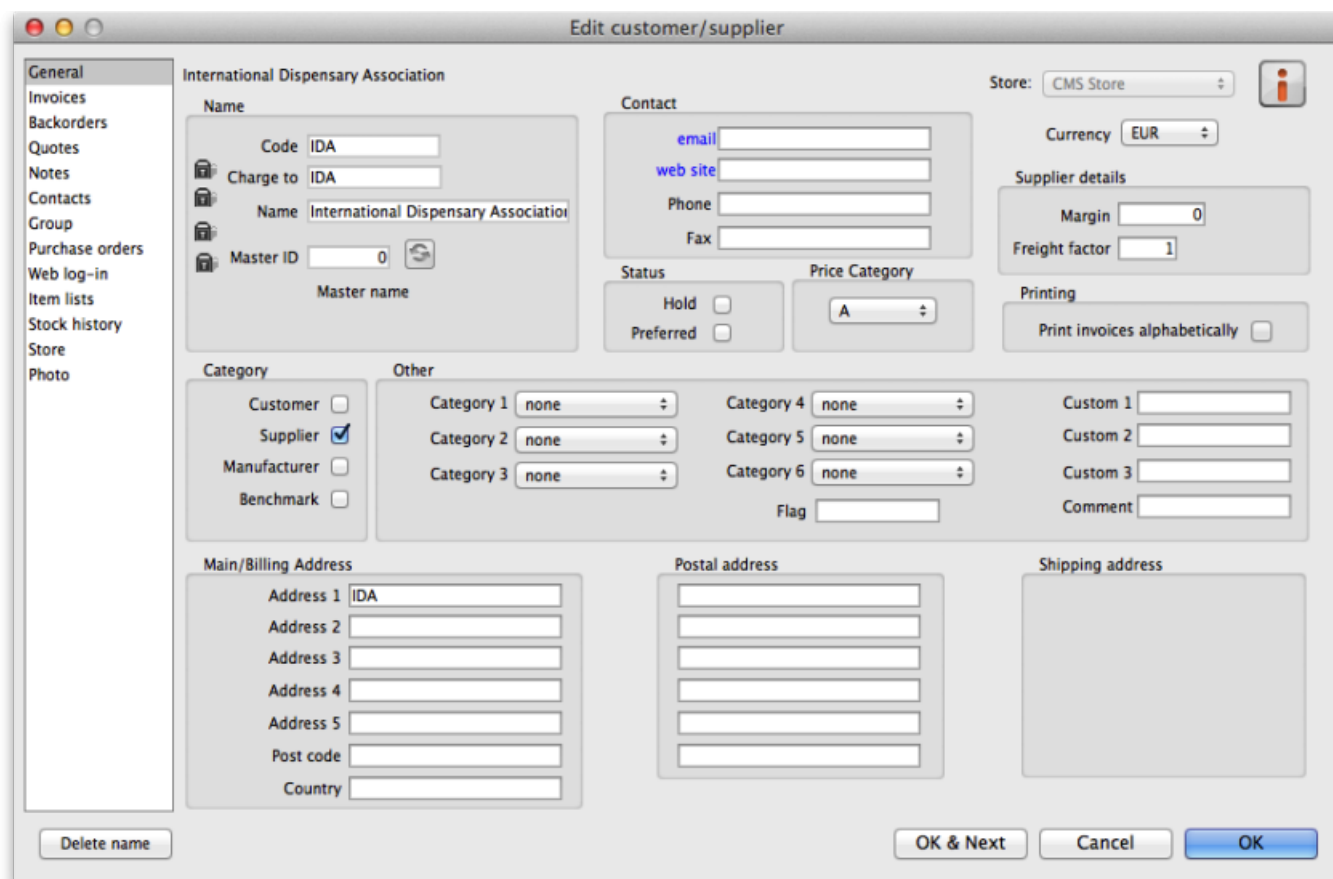 Edit customer/supplier
General
Invoices
Backorders
Quotes
Notes
Contacts
Group
Purchase orders
Web log-in
Item lists
Stock history
Store
Photo
International Dispensary Association
Store: CMS Store
Currency EUR
Name
Code IDA
Charge to IDA
Name International Dispensary Association
Master ID 0
Master name
Contact
email
web site
Phone
Fax
Supplier details
Margin 0
Freight factor 1
Status
Hold
Preferred
Price Category
A
Printing
Print invoices alphabetically
Category
Customer
Supplier
Manufacturer
Benchmark
Other
Category 1 none
Category 2 none
Category 3 none
Category 4 none
Category 5 none
Category 6 none
Flag
Custom 1
Custom 2
Custom 3
Comment
Main/Billing Address
Address 1 IDA
Address 2
Address 3
Address 4
Address 5
Post code
Country
Postal address
Shipping address
Delete name
OK & Next
Cancel
OK